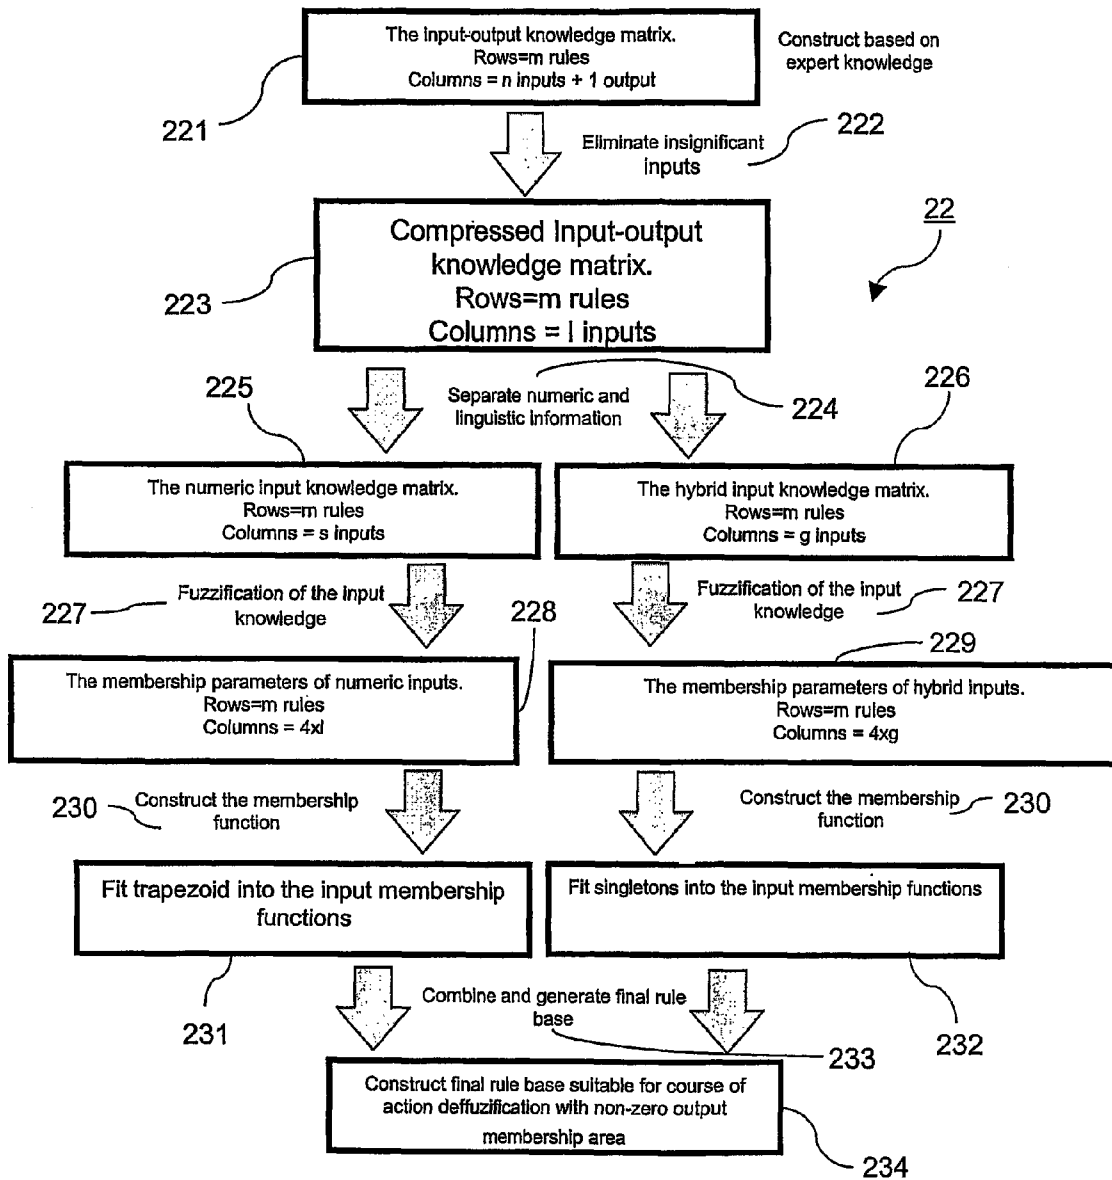 The input-output knowledge matrix.
Rows=m rules
Columns = n inputs + 1 output
Construct based on
expert knowledge
221
Eliminate insignificant
inputs
222
22
Compressed Input-output
knowledge matrix.
Rows=m rules
Columns = l inputs
223
225
Separate numeric and
linguistic information
224
226
The numeric input knowledge matrix.
Rows=m rules
Columns = s inputs
The hybrid input knowledge matrix.
Rows=m rules
Columns = g inputs
227
Fuzzification of the input
knowledge
228
Fuzzification of the input
knowledge
227
229
The membership parameters of numeric inputs.
Rows=m rules
Columns = 4xl
The membership parameters of hybrid inputs.
Rows=m rules
Columns = 4xg
230
Construct the membership
function
Construct the membership
function
230
Fit trapezoid into the input membership
functions
Fit singletons into the input membership functions
231
Combine and generate final rule
base
233
232
Construct final rule base suitable for course of
action deffuzification with non-zero output
membership area
234